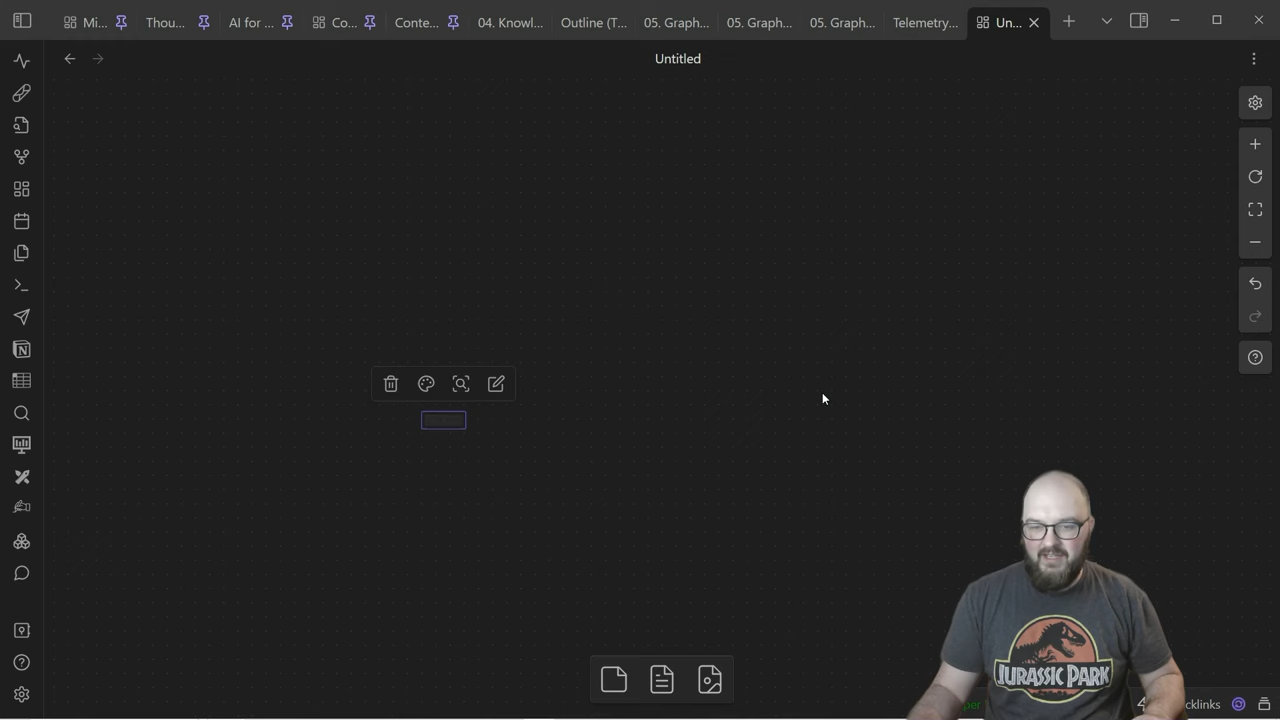 Mi...
Thou...
AI for ...
Co...
Conte...
04. Knowl...
Outline (T...
05. Graph...
05. Graph...
05. Graph...
Telemetry...
Un...
Untitled
JURASSIC PARK
per
cklinks